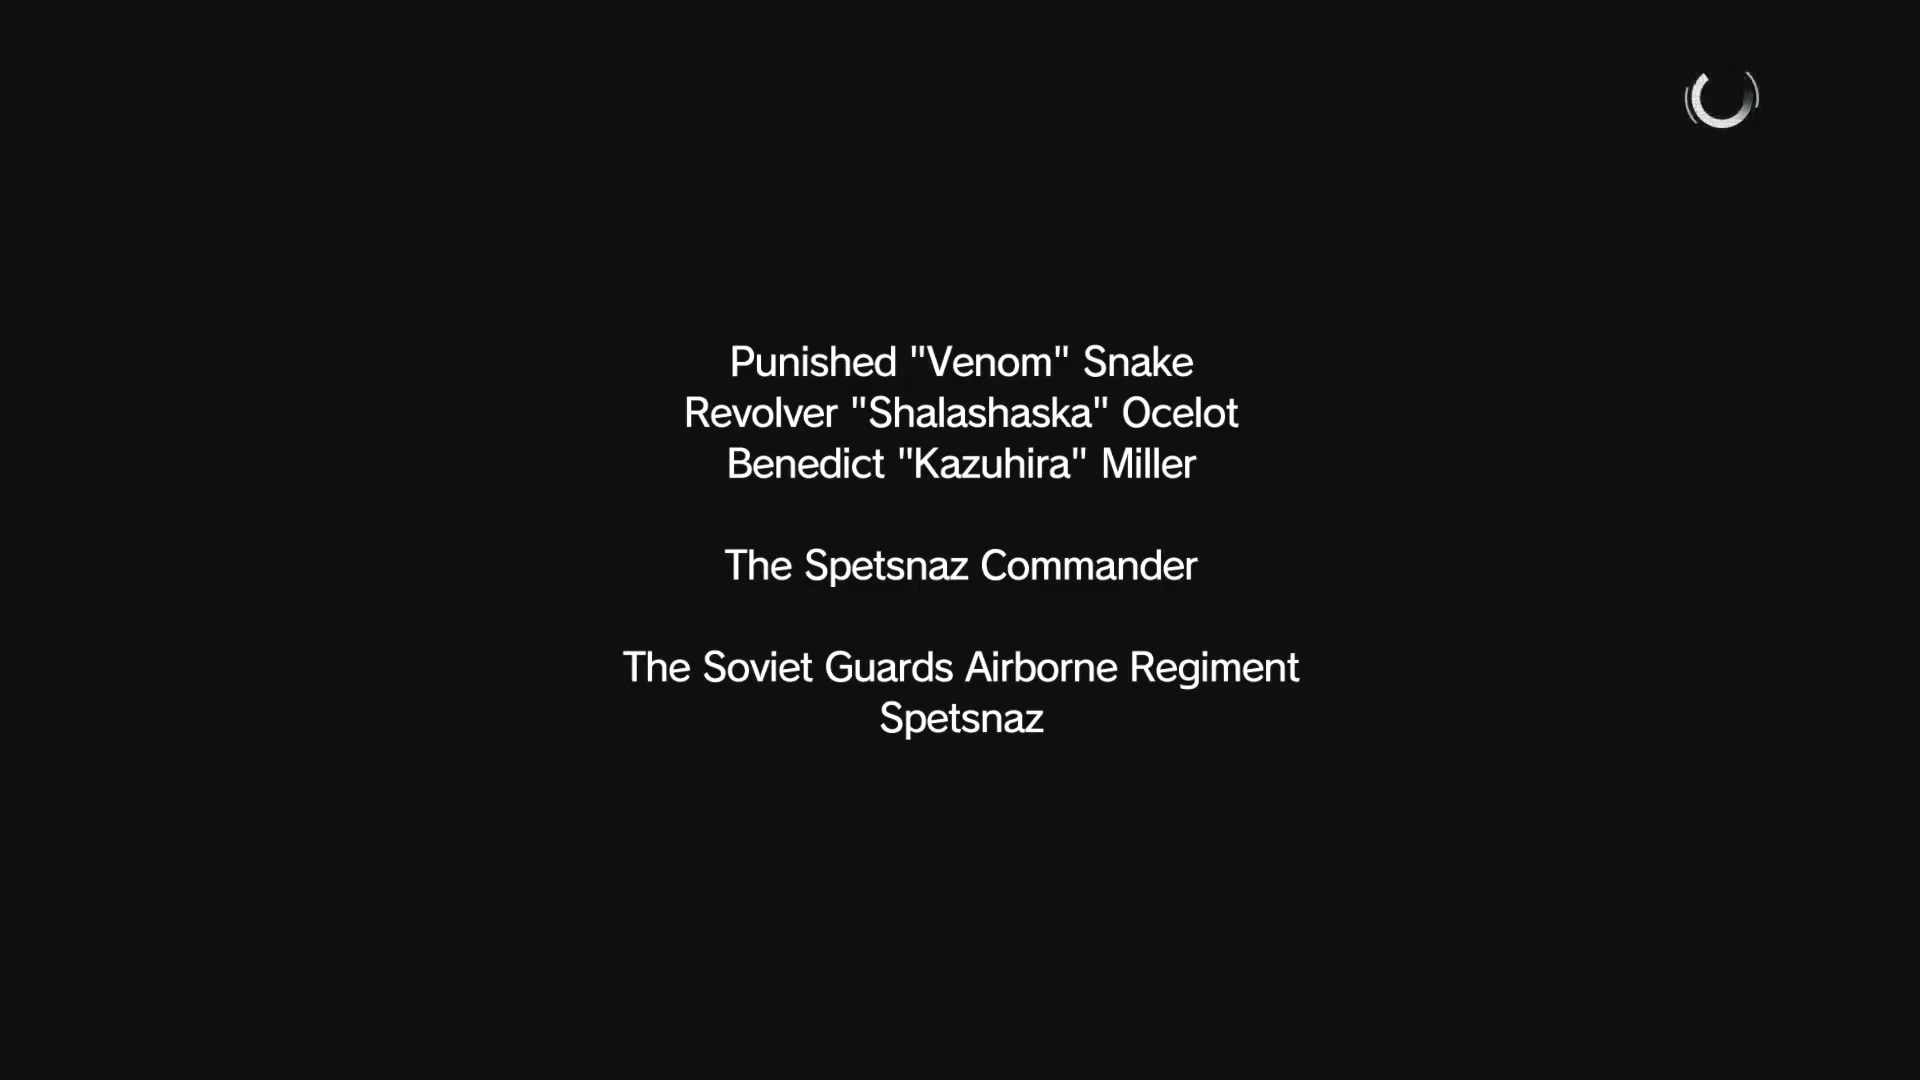 Punished "Venom" Snake
Revolver "Shalashaska" Ocelot
Benedict "Kazuhira" Miller
The Spetsnaz Commander
The Soviet Guards Airborne Regiment
Spetsnaz